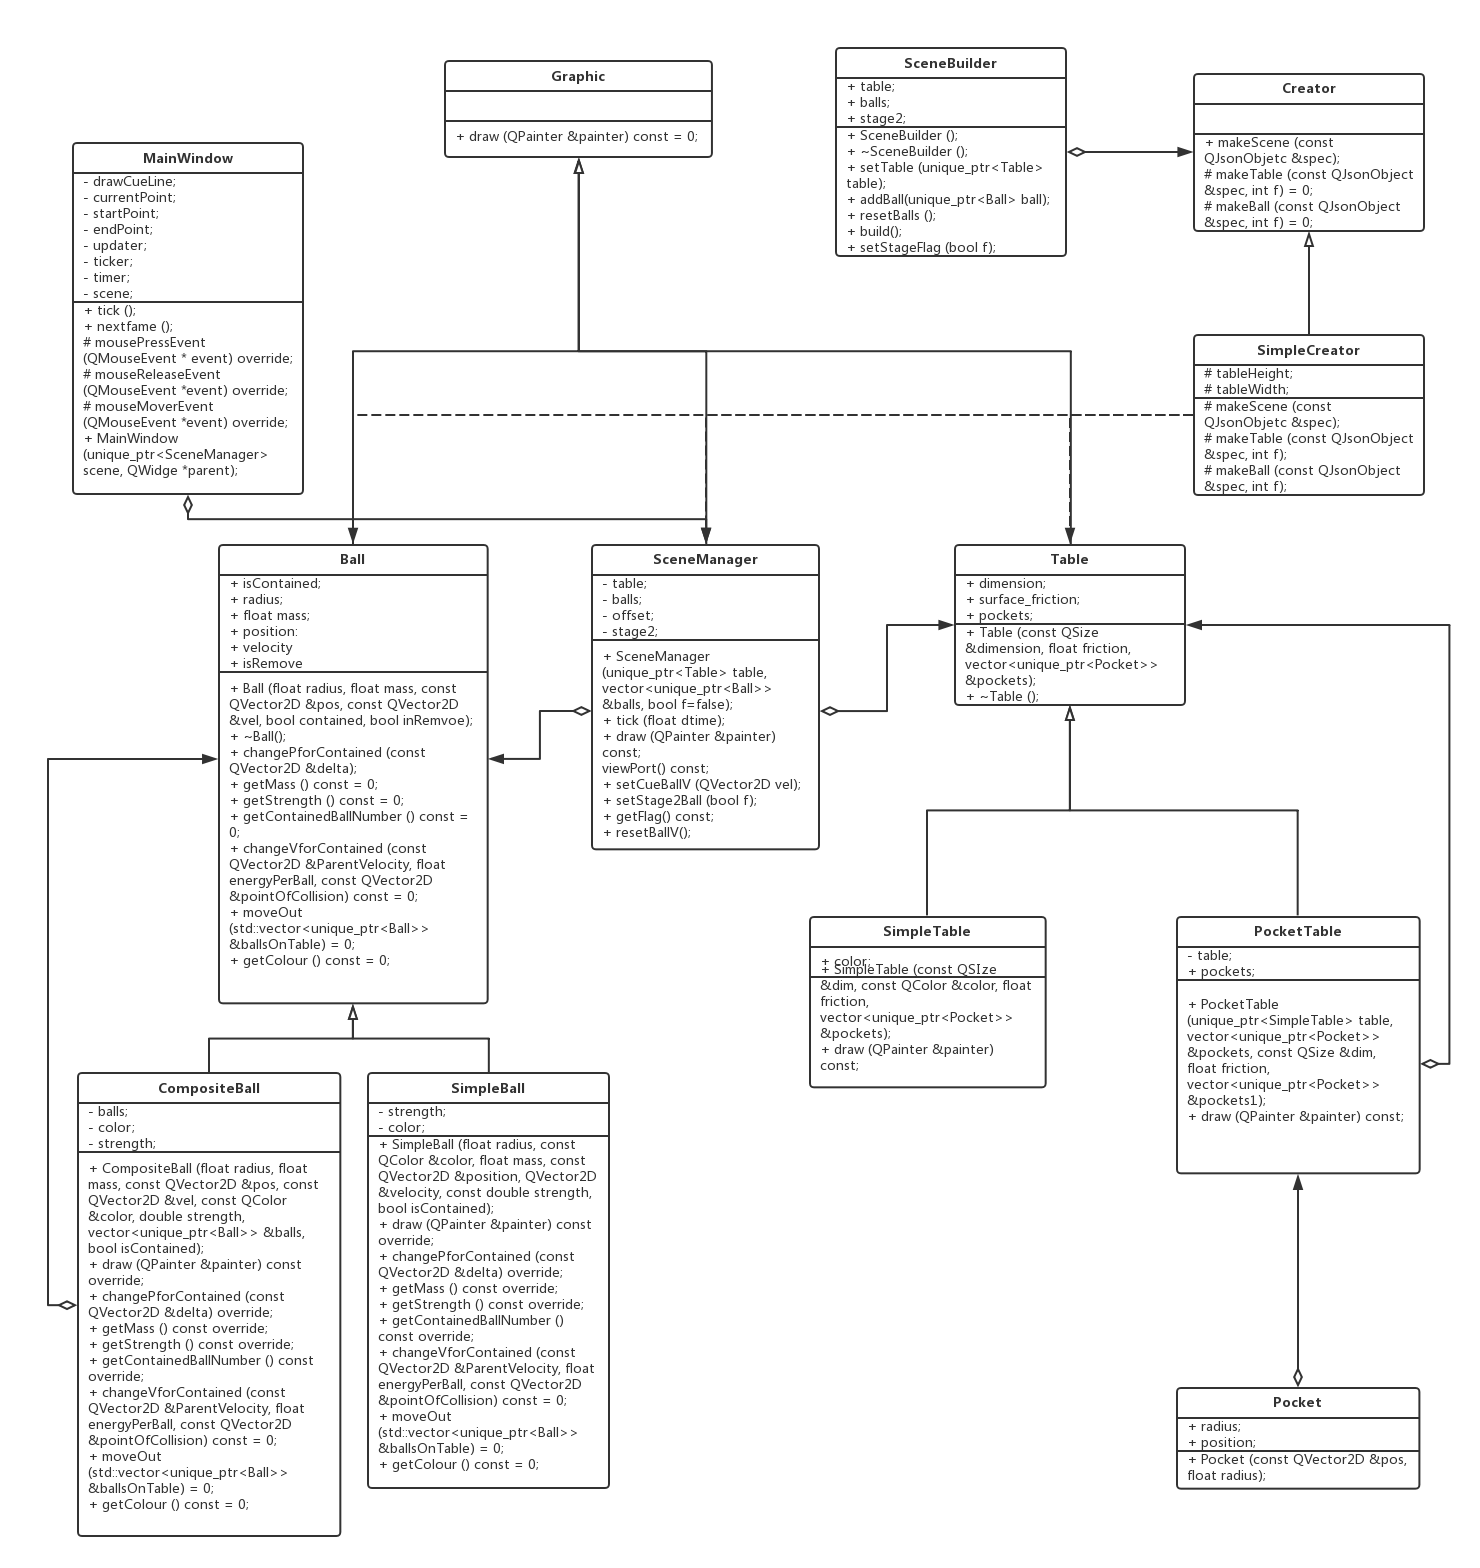 Graphic
+ draw (QPainter &painter) const = 0;
SceneBuilder
+ table;
+ balls;
+ stage2;
+ SceneBuilder ();
+ ~SceneBuilder ();
+ setTable (unique_ptr<Table>
table);
+ addBall(unique_ptr<Ball> ball);
+ resetBalls ();
+ build();
+ setStageFlag (bool f);
Creator
+ makeScene (const
QJsonObjetc &spec);
# makeTable (const QJsonObject
&spec, int f) = 0;
# makeBall (const QJsonObject
&spec, int f) = 0;
MainWindow
- drawCueLine;
- currentPoint;
- startPoint;
- endPoint;
- updater;
- ticker;
- timer;
- scene;
+ tick ();
+ nextfame ();
# mousePressEvent
(QMouseEvent * event) override;
# mouseReleaseEvent
(QMouseEvent *event) override;
# mouseMoverEvent
(QMouseEvent *event) override;
+ MainWindow
(unique_ptr<SceneManager>
scene, QWidge *parent);
SimpleCreator
# tableHeight;
# tableWidth;
# makeScene (const
QJsonObjetc &spec);
# makeTable (const QJsonObject
&spec, int f);
# makeBall (const QJsonObject
&spec, int f);
Ball
+ isContained;
+ radius;
+ float mass;
+ position:
+ velocity
+ isRemove
+ Ball (float radius, float mass, const
QVector2D &pos, const QVector2D
&vel, bool contained, bool inRemvoe);
+ ~Ball();
+ changePforContained (const
QVector2D &delta);
+ getMass () const = 0;
+ getStrength () const = 0;
+ getContainedBallNumber () const =
0;
+ changeVforContained (const
QVector2D &ParentVelocity, float
energyPerBall, const QVector2D
&pointOfCollision) const = 0;
+ moveOut
(std::vector<unique_ptr<Ball>>
&ballsOnTable) = 0;
+ getColour () const = 0;
SceneManager
- table;
- balls;
- offset;
- stage2;
+ SceneManager
(unique_ptr<Table> table,
vector<unique_ptr<Ball>>
&balls, bool f=false);
+ tick (float dtime);
+ draw (QPainter &painter)
const;
viewPort() const;
+ setCueBallV (QVector2D vel);
+ setStage2Ball (bool f);
+ getFlag() const;
+ resetBallV();
Table
+ dimension;
+ surface_friction;
+ pockets;
+ Table (const QSize
&dimension, float friction,
vector<unique_ptr<Pocket>>
&pockets);
+ ~Table ();
SimpleTable
+ color;
+ SimpleTable (const QSIze
&dim, const QColor &color, float
friction,
vector<unique_ptr<Pocket>>
&pockets);
+ draw (QPainter &painter)
const;
PocketTable
- table;
+ pockets;
+ PocketTable
(unique_ptr<SimpleTable> table,
vector<unique_ptr<Pocket>>
&pockets, const QSize &dim,
float friction,
vector<unique_ptr<Pocket>>
&pockets1);
+ draw (QPainter &painter) const;
CompositeBall
- balls;
- color;
- strength;
+ CompositeBall (float radius, float
mass, const QVector2D &pos, const
QVector2D &vel, const QColor
&color, double strength,
vector<unique_ptr<Ball>> &balls,
bool isContained);
+ draw (QPainter &painter) const
override;
+ changePforContained (const
QVector2D &delta) override;
+ getMass () const override;
+ getStrength () const override;
+ getContainedBallNumber () const
override;
+ changeVforContained (const
QVector2D &ParentVelocity, float
energyPerBall, const QVector2D
&pointOfCollision) const = 0;
+ moveOut
(std::vector<unique_ptr<Ball>>
&ballsOnTable) = 0;
+ getColour () const = 0;
SimpleBall
- strength;
- color;
+ SimpleBall (float radius, const
QColor &color, float mass, const
QVector2D &position, QVector2D
&velocity, const double strength,
bool isContained);
+ draw (QPainter &painter) const
override;
+ changePforContained (const
QVector2D &delta) override;
+ getMass () const override;
+ getStrength () const override;
+ getContainedBallNumber ()
const override;
+ changeVforContained (const
QVector2D &ParentVelocity, float
energyPerBall, const QVector2D
&pointOfCollision) const = 0;
+ moveOut
(std::vector<unique_ptr<Ball>>
&ballsOnTable) = 0;
+ getColour () const = 0;
Pocket
+ radius;
+ position;
+ Pocket (const QVector2D &pos,
float radius);